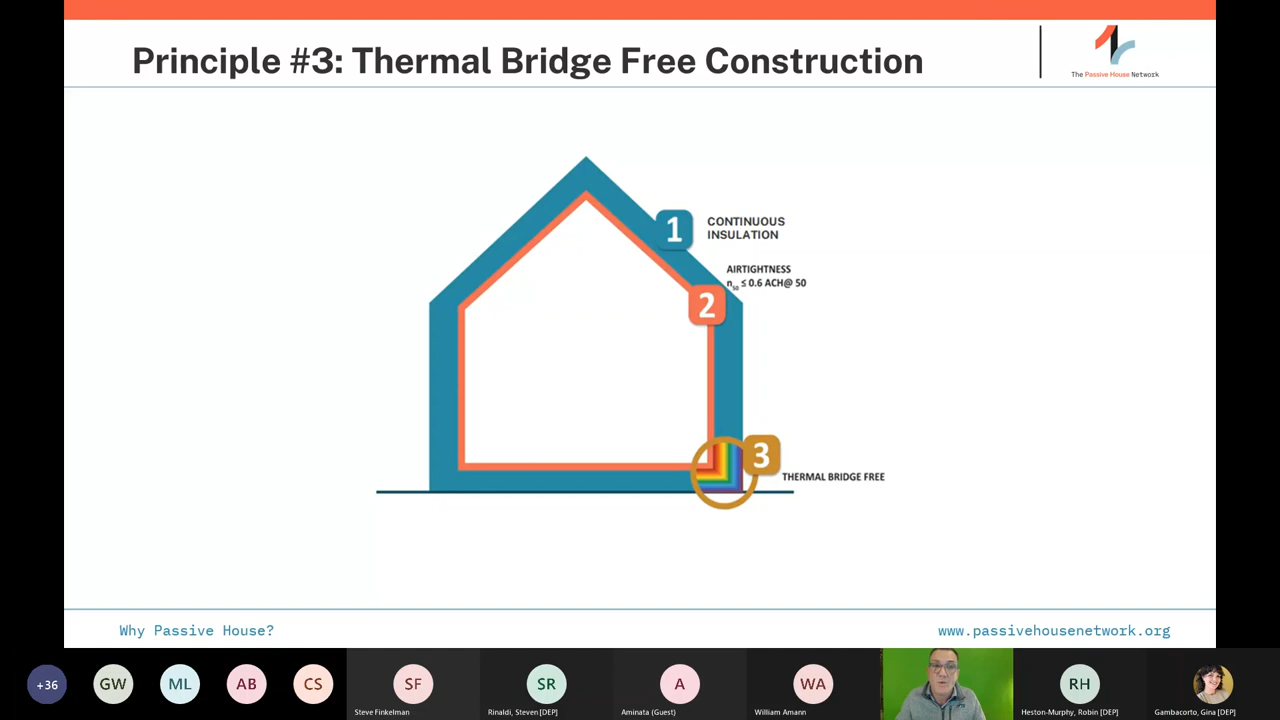 Principle #3: Thermal Bridge Free Construction
The Passive House Network
1
CONTINUOUS
INSULATION
AIRTIGHTNESS
n50 ≤ 0.6 ACH@ 50
2
3
THERMAL BRIDGE FREE
Why Passive House?
www.passivehousenetwork.org
+36
GW
ML
AB
CS
SF
SR
A
WA
RH
Steve Finkelman
Rinaldi, Steven [DEP]
Aminata (Guest)
William Amann
Heston-Murphy, Robin [DEP]
Gambacorto, Gina [DEP]